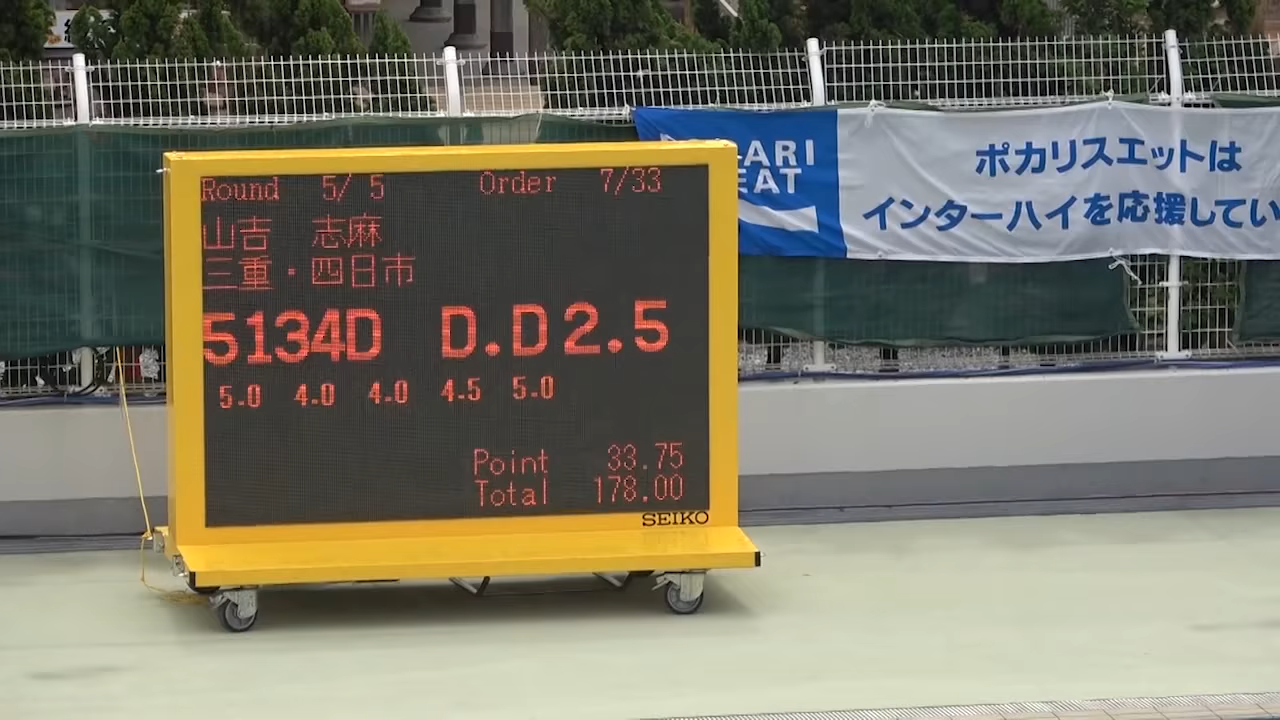 Round 5/ 5 Order 7/33
山吉 志麻
三重・四日市
5134D D.D 2.5
5.0 4.0 4.0 4.5 5.0
Point 33.75
Total 178.00
SEIKO
ARI
EAT
ポカリスエットは
インターハイを応援してい